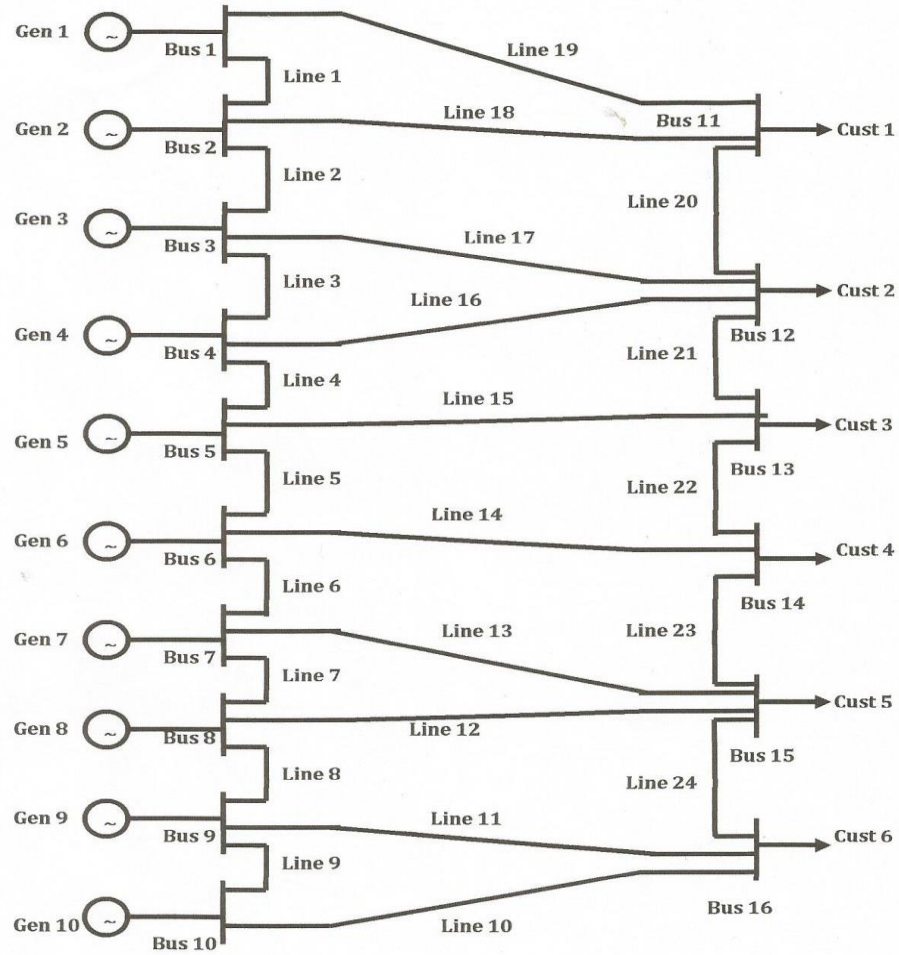 Gen 1
~
Bus 1
Line 19
Line 1
Gen 2
~
Bus 2
Line 18
Bus 11
Cust 1
Line 2
Line 20
Gen 3
~
Bus 3
Line 17
Line 3
Line 16
Cust 2
Gen 4
~
Bus 4
Bus 12
Line 21
Line 4
Line 15
Gen 5
~
Bus 5
Cust 3
Bus 13
Line 5
Line 22
Line 14
Gen 6
~
Bus 6
Cust 4
Line 6
Bus 14
Line 13
Line 23
Gen 7
~
Bus 7
Line 7
Cust 5
Gen 8
~
Bus 8
Line 12
Bus 15
Line 8
Line 24
Gen 9
~
Bus 9
Line 11
Cust 6
Line 9
Bus 16
Gen 10
~
Bus 10
Line 10